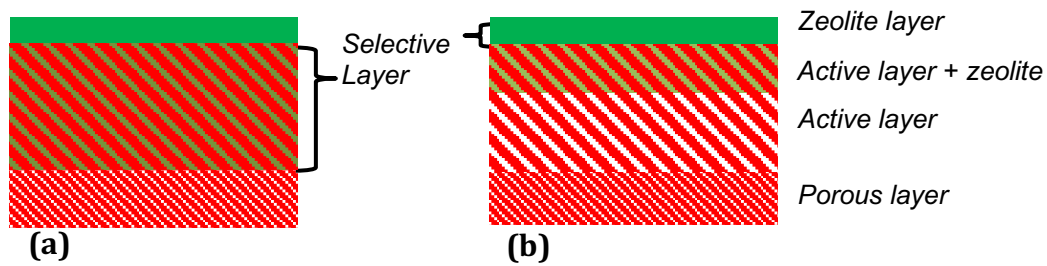 Selective
Layer
Zeolite layer
Active layer + zeolite
Active layer
Porous layer
(a)
(b)